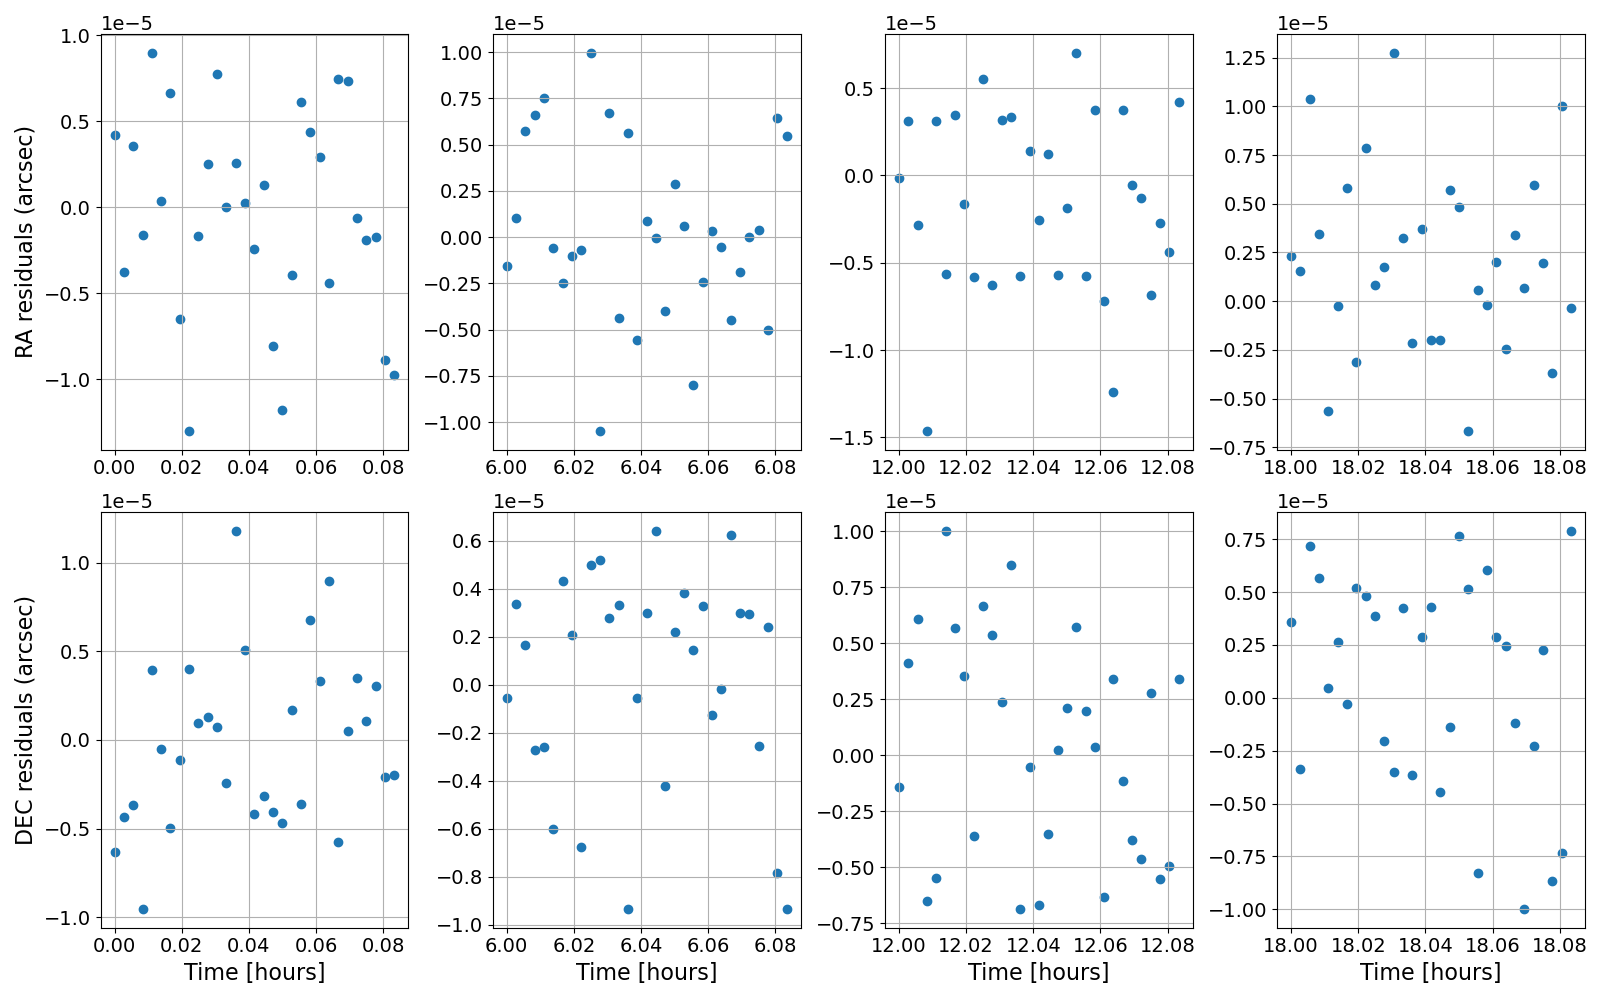 1e−5 1e−5 1e−5 1e−5
RA residuals (arcsec)
1.0 0.5 0.0 −0.5 −1.0
1.00 0.75 0.50 0.25 0.00 −0.25 −0.50 −0.75 −1.00
0.5 0.0 −0.5 −1.0 −1.5
1.25 1.00 0.75 0.50 0.25 0.00 −0.25 −0.50 −0.75
0.00 0.02 0.04 0.06 0.08 6.00 6.02 6.04 6.06 6.08 12.00 12.02 12.04 12.06 12.08 18.00 18.02 18.04 18.06 18.08
1e−5 1e−5 1e−5 1e−5
DEC residuals (arcsec)
1.0 0.5 0.0 −0.5 −1.0
0.6 0.4 0.2 0.0 −0.2 −0.4 −0.6 −0.8 −1.0
1.00 0.75 0.50 0.25 0.00 −0.25 −0.50 −0.75
0.75 0.50 0.25 0.00 −0.25 −0.50 −0.75 −1.00
0.00 0.02 0.04 0.06 0.08 6.00 6.02 6.04 6.06 6.08 12.00 12.02 12.04 12.06 12.08 18.00 18.02 18.04 18.06 18.08
Time [hours] Time [hours] Time [hours] Time [hours]